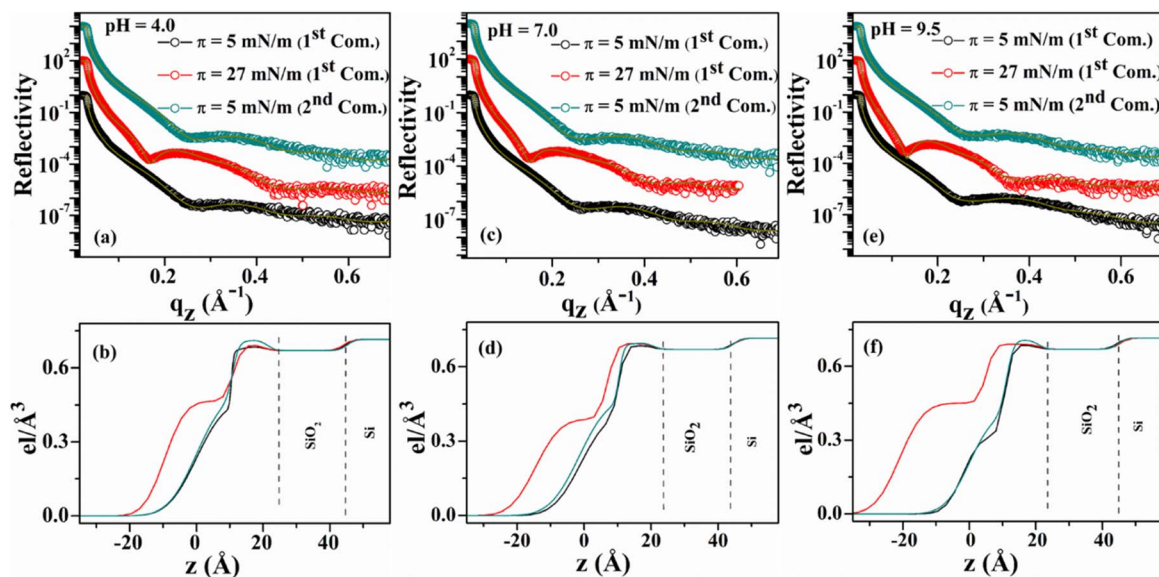 pH = 4.0
π = 5 mN/m (1st Com.)
π = 27 mN/m (1st Com.)
π = 5 mN/m (2nd Com.)
Reflectivity
10²
10⁻¹
10⁻⁴
10⁻⁷
(a)
0.2 0.4 0.6
q_z (Å⁻¹)
pH = 7.0
π = 5 mN/m (1st Com.)
π = 27 mN/m (1st Com.)
π = 5 mN/m (2nd Com.)
Reflectivity
10²
10⁻¹
10⁻⁴
10⁻⁷
(c)
0.2 0.4 0.6
q_z (Å⁻¹)
pH = 9.5
π = 5 mN/m (1st Com.)
π = 27 mN/m (1st Com.)
π = 5 mN/m (2nd Com.)
Reflectivity
10²
10⁻¹
10⁻⁴
10⁻⁷
(e)
0.2 0.4 0.6
q_z (Å⁻¹)
(b)
el/Å³
0.6
0.3
0.0
SiO₂
Si
-20 0 20 40
z (Å)
(d)
el/Å³
0.6
0.3
0.0
SiO₂
Si
-20 0 20 40
z (Å)
(f)
el/Å³
0.6
0.3
0.0
SiO₂
Si
-20 0 20 40
z (Å)